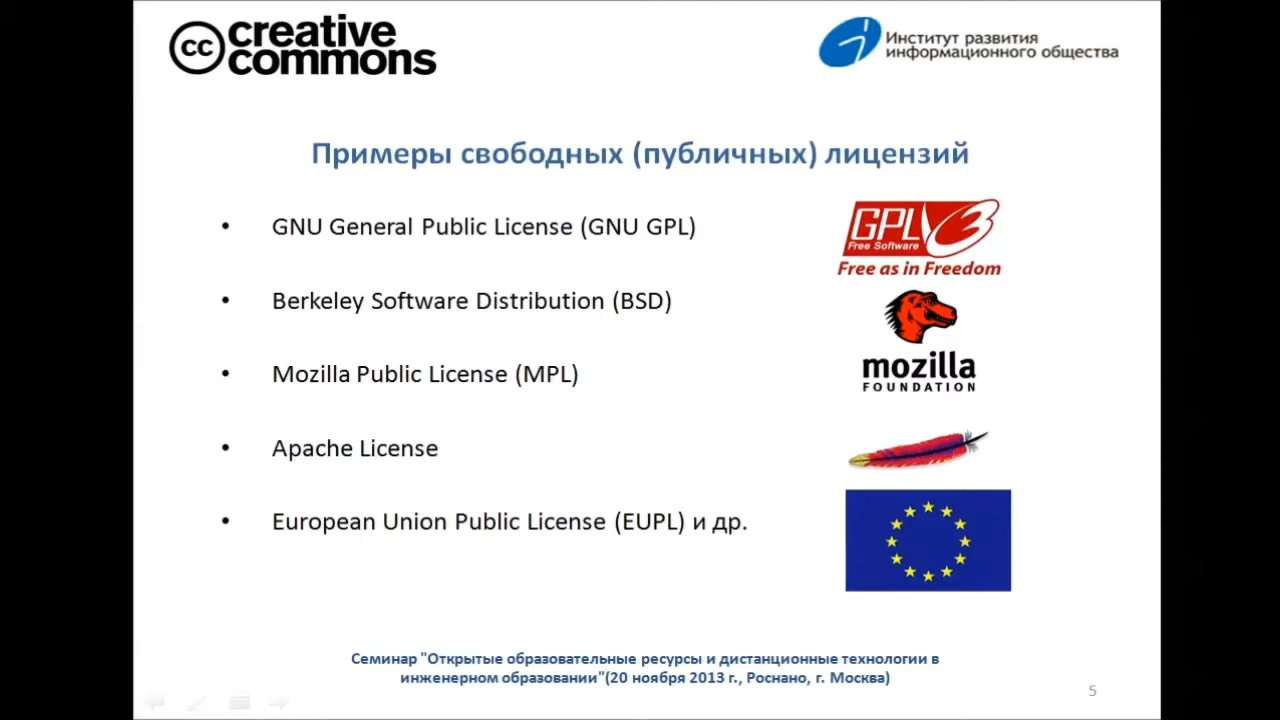 cc creative
commons
Институт развития
информационного общества
Примеры свободных (публичных) лицензий
• GNU General Public License (GNU GPL)
• Berkeley Software Distribution (BSD)
• Mozilla Public License (MPL)
• Apache License
• European Union Public License (EUPL) и др.
GPL 3
Free Software
Free as in Freedom
mozilla
FOUNDATION
Семинар "Открытые образовательные ресурсы и дистанционные технологии в
инженерном образовании"(20 ноября 2013 г., Роснано, г. Москва)
5